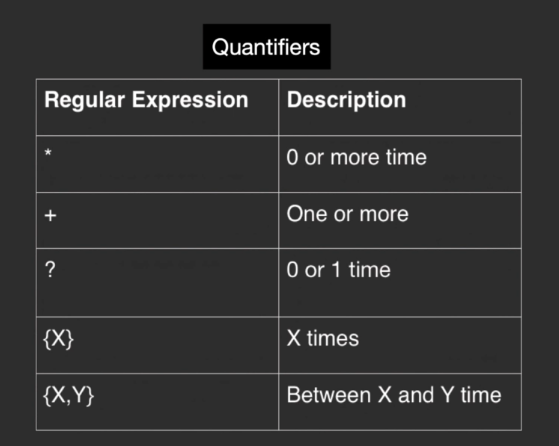 Quantifiers
Regular Expression Description
* 0 or more time
+ One or more
? 0 or 1 time
{X} X times
{X,Y} Between X and Y time